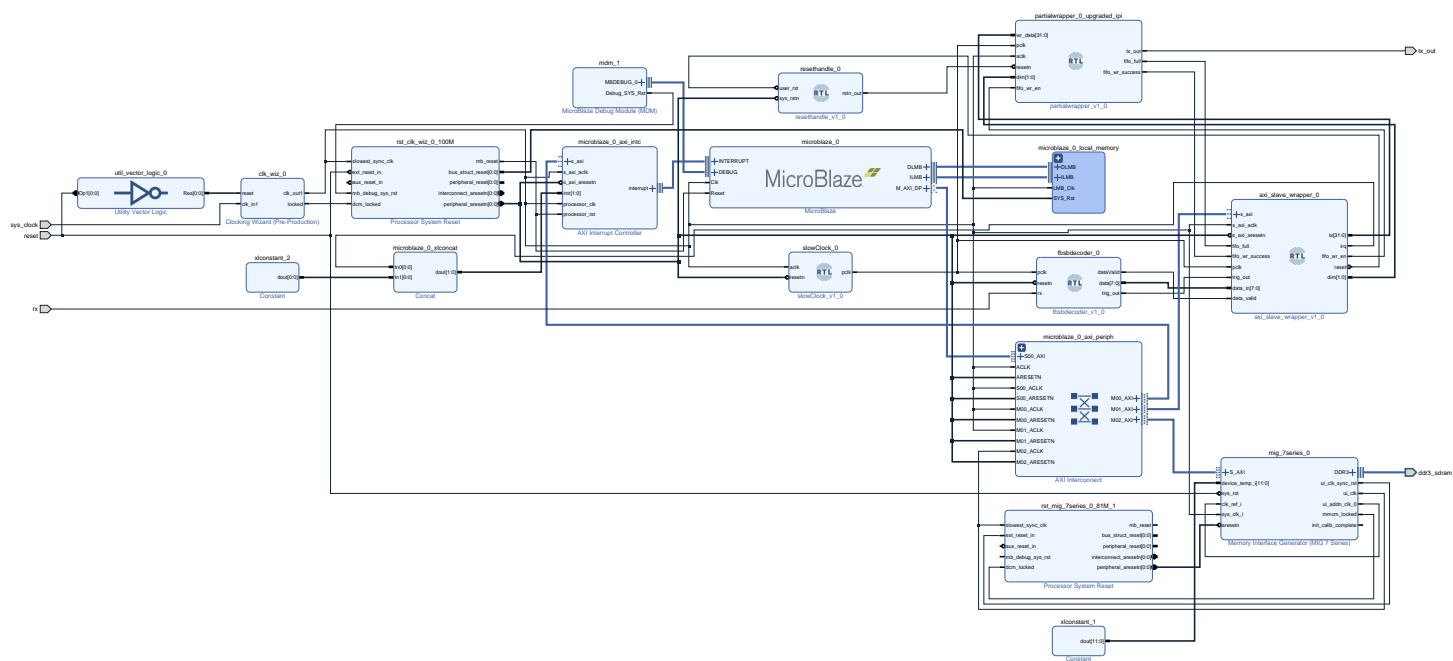 partialwrapper_0_upgraded_ipi
wr_data[31:0]
pclk
aclk
resetn
dim[1:0]
fifo_wr_en
RTL
tx_out
fifo_full
fifo_wr_success
partialwrapper_v1_0
tx_out
mdm_1
MBDEBUG_0
Debug_SYS_Rst
MicroBlaze Debug Module (MDM)
resethandle_0
user_rst
sys_rstn
RTL
rstn_out
resethandle_v1_0
util_vector_logic_0
Op1[0:0]
Res[0:0]
Utility Vector Logic
clk_wiz_0
reset
clk_in1
clk_out1
locked
Clocking Wizard (Pre-Production)
rst_clk_wiz_0_100M
slowest_sync_clk
ext_reset_in
aux_reset_in
mb_debug_sys_rst
dcm_locked
mb_reset
bus_struct_reset[0:0]
peripheral_reset[0:0]
interconnect_aresetn[0:0]
peripheral_aresetn[0:0]
Processor System Reset
microblaze_0_axi_intc
s_axi
s_axi_aclk
s_axi_aresetn
intr[1:0]
processor_clk
processor_rst
interrupt
AXI Interrupt Controller
microblaze_0
INTERRUPT
DEBUG
Clk
Reset
MicroBlaze
DLMB
ILMB
M_AXI_DP
MicroBlaze
microblaze_0_local_memory
DLMB
ILMB
LMB_Clk
SYS_Rst
axi_slave_wrapper_0
s_axi
s_axi_aclk
s_axi_aresetn
fifo_full
fifo_wr_success
pclk
trig_out
data_in[7:0]
data_valid
RTL
tx[31:0]
irq
fifo_wr_en
reset
dim[1:0]
axi_slave_wrapper_v1_0
sys_clock
reset
xlconstant_2
dout[0:0]
Constant
microblaze_0_xlconcat
In0[0:0]
In1[0:0]
dout[1:0]
Concat
slowClock_0
aclk
resetn
RTL
pclk
slowClock_v1_0
fbsbdecoder_0
pclk
resetn
rx
RTL
dataValid
data[7:0]
trig_out
fbsbdecoder_v1_0
rx
microblaze_0_axi_periph
S00_AXI
ACLK
ARESETN
S00_ACLK
S00_ARESETN
M00_ACLK
M00_ARESETN
M01_ACLK
M01_ARESETN
M02_ACLK
M02_ARESETN
M00_AXI
M01_AXI
M02_AXI
AXI Interconnect
mig_7series_0
S_AXI
device_temp_i[11:0]
sys_rst
clk_ref_i
sys_clk_i
aresetn
DDR3
ui_clk_sync_rst
ui_clk
ui_addn_clk_0
mmcm_locked
init_calib_complete
Memory Interface Generator (MIG 7 Series)
ddr3_sdram
rst_mig_7series_0_81M_1
slowest_sync_clk
ext_reset_in
aux_reset_in
mb_debug_sys_rst
dcm_locked
mb_reset
bus_struct_reset[0:0]
peripheral_reset[0:0]
interconnect_aresetn[0:0]
peripheral_aresetn[0:0]
Processor System Reset
xlconstant_1
dout[11:0]
Constant